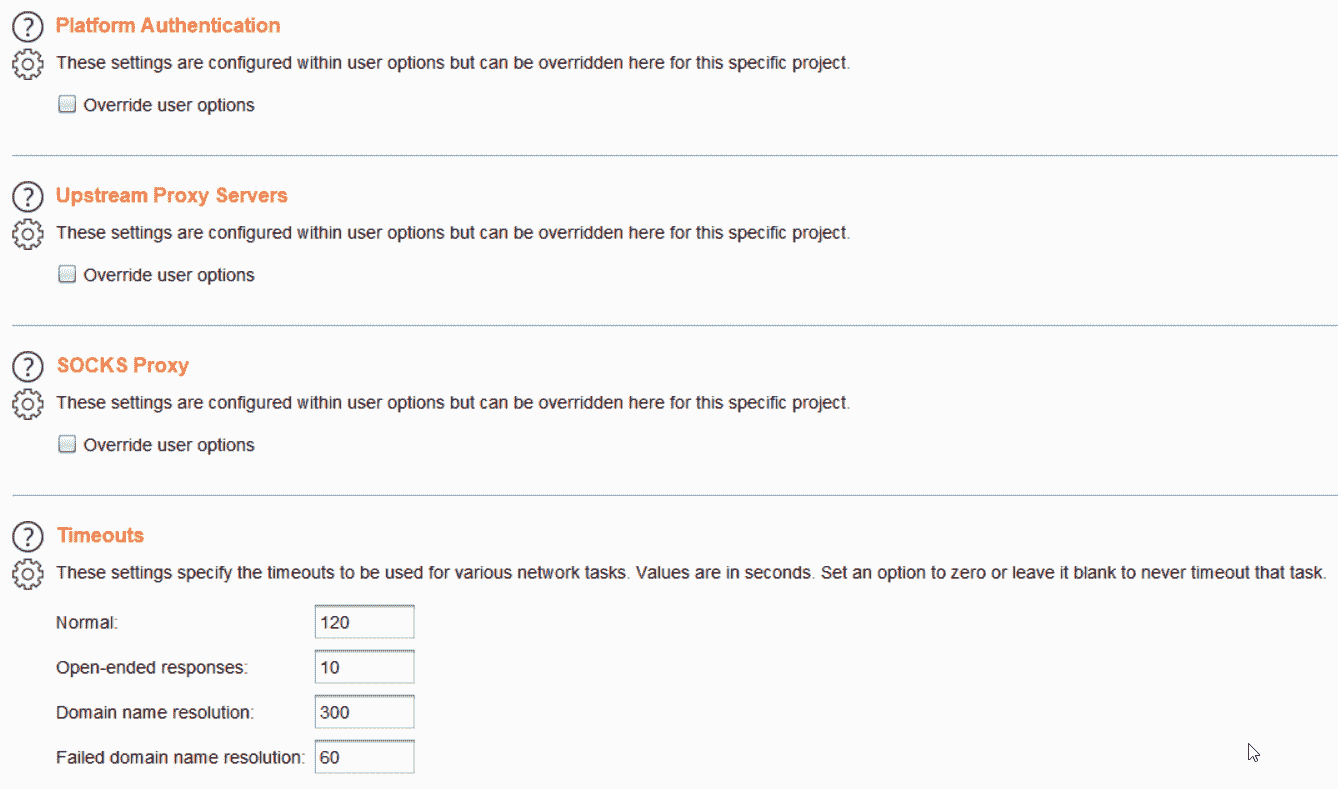 Platform Authentication
These settings are configured within user options but can be overridden here for this specific project.
Override user options
Upstream Proxy Servers
These settings are configured within user options but can be overridden here for this specific project.
Override user options
SOCKS Proxy
These settings are configured within user options but can be overridden here for this specific project.
Override user options
Timeouts
These settings specify the timeouts to be used for various network tasks. Values are in seconds. Set an option to zero or leave it blank to never timeout that task.
Normal: 120
Open-ended responses: 10
Domain name resolution: 300
Failed domain name resolution: 60